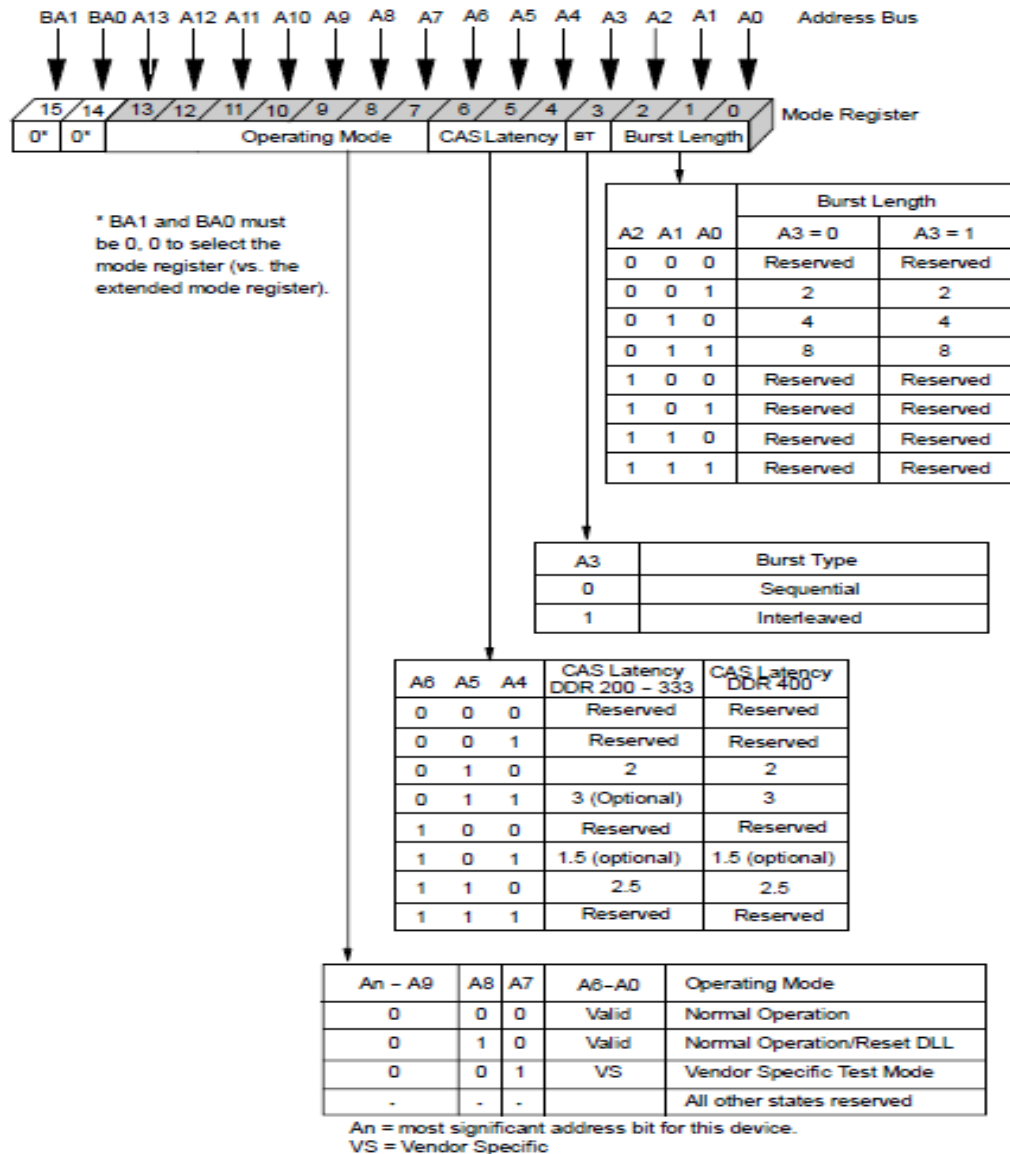 BA1 BA0 A13 A12 A11 A10 A9 A8 A7 A6 A5 A4 A3 A2 A1 A0 Address Bus
15 14 13 12 11 10 9 8 7 6 5 4 3 2 1 0 Mode Register
0* 0* Operating Mode CAS Latency BT Burst Length
* BA1 and BA0 must
be 0, 0 to select the
mode register (vs. the
extended mode register).
Burst Length
A2 A1 A0 A3 = 0 A3 = 1
0 0 0 Reserved Reserved
0 0 1 2 2
0 1 0 4 4
0 1 1 8 8
1 0 0 Reserved Reserved
1 0 1 Reserved Reserved
1 1 0 Reserved Reserved
1 1 1 Reserved Reserved
A3 Burst Type
0 Sequential
1 Interleaved
A6 A5 A4 CAS Latency DDR 200 – 333 CAS Latency DDR 400
0 0 0 Reserved Reserved
0 0 1 Reserved Reserved
0 1 0 2 2
0 1 1 3 (Optional) 3
1 0 0 Reserved Reserved
1 0 1 1.5 (optional) 1.5 (optional)
1 1 0 2.5 2.5
1 1 1 Reserved Reserved
An – A9 A8 A7 A6–A0 Operating Mode
0 0 0 Valid Normal Operation
0 1 0 Valid Normal Operation/Reset DLL
0 0 1 VS Vendor Specific Test Mode
- - - All other states reserved
An = most significant address bit for this device.
VS = Vendor Specific